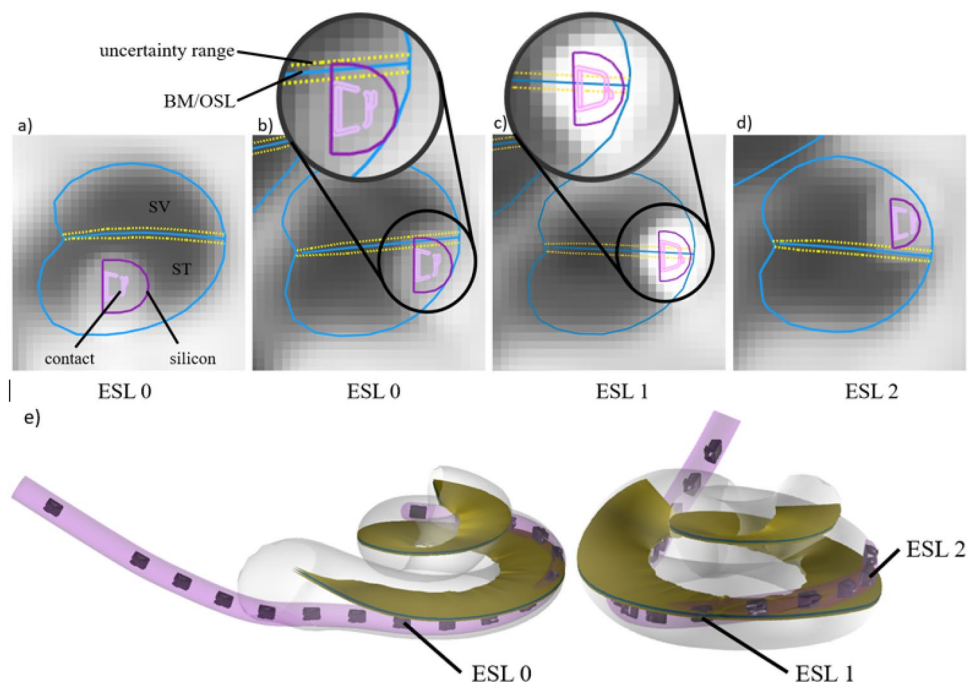 uncertainty range
BM/OSL
a)
b)
c)
d)
SV
ST
contact
silicon
ESL 0
ESL 0
ESL 1
ESL 2
e)
ESL 2
ESL 0
ESL 1